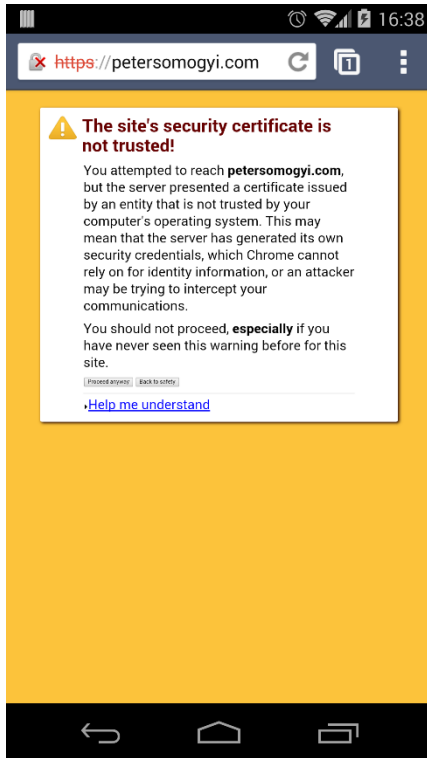 16:38
https://petersomogyi.com
1
The site's security certificate is
not trusted!
You attempted to reach petersomogyi.com,
but the server presented a certificate issued
by an entity that is not trusted by your
computer's operating system. This may
mean that the server has generated its own
security credentials, which Chrome cannot
rely on for identity information, or an attacker
may be trying to intercept your
communications.
You should not proceed, especially if you
have never seen this warning before for this
site.
Proceed anyway Back to safety
Help me understand